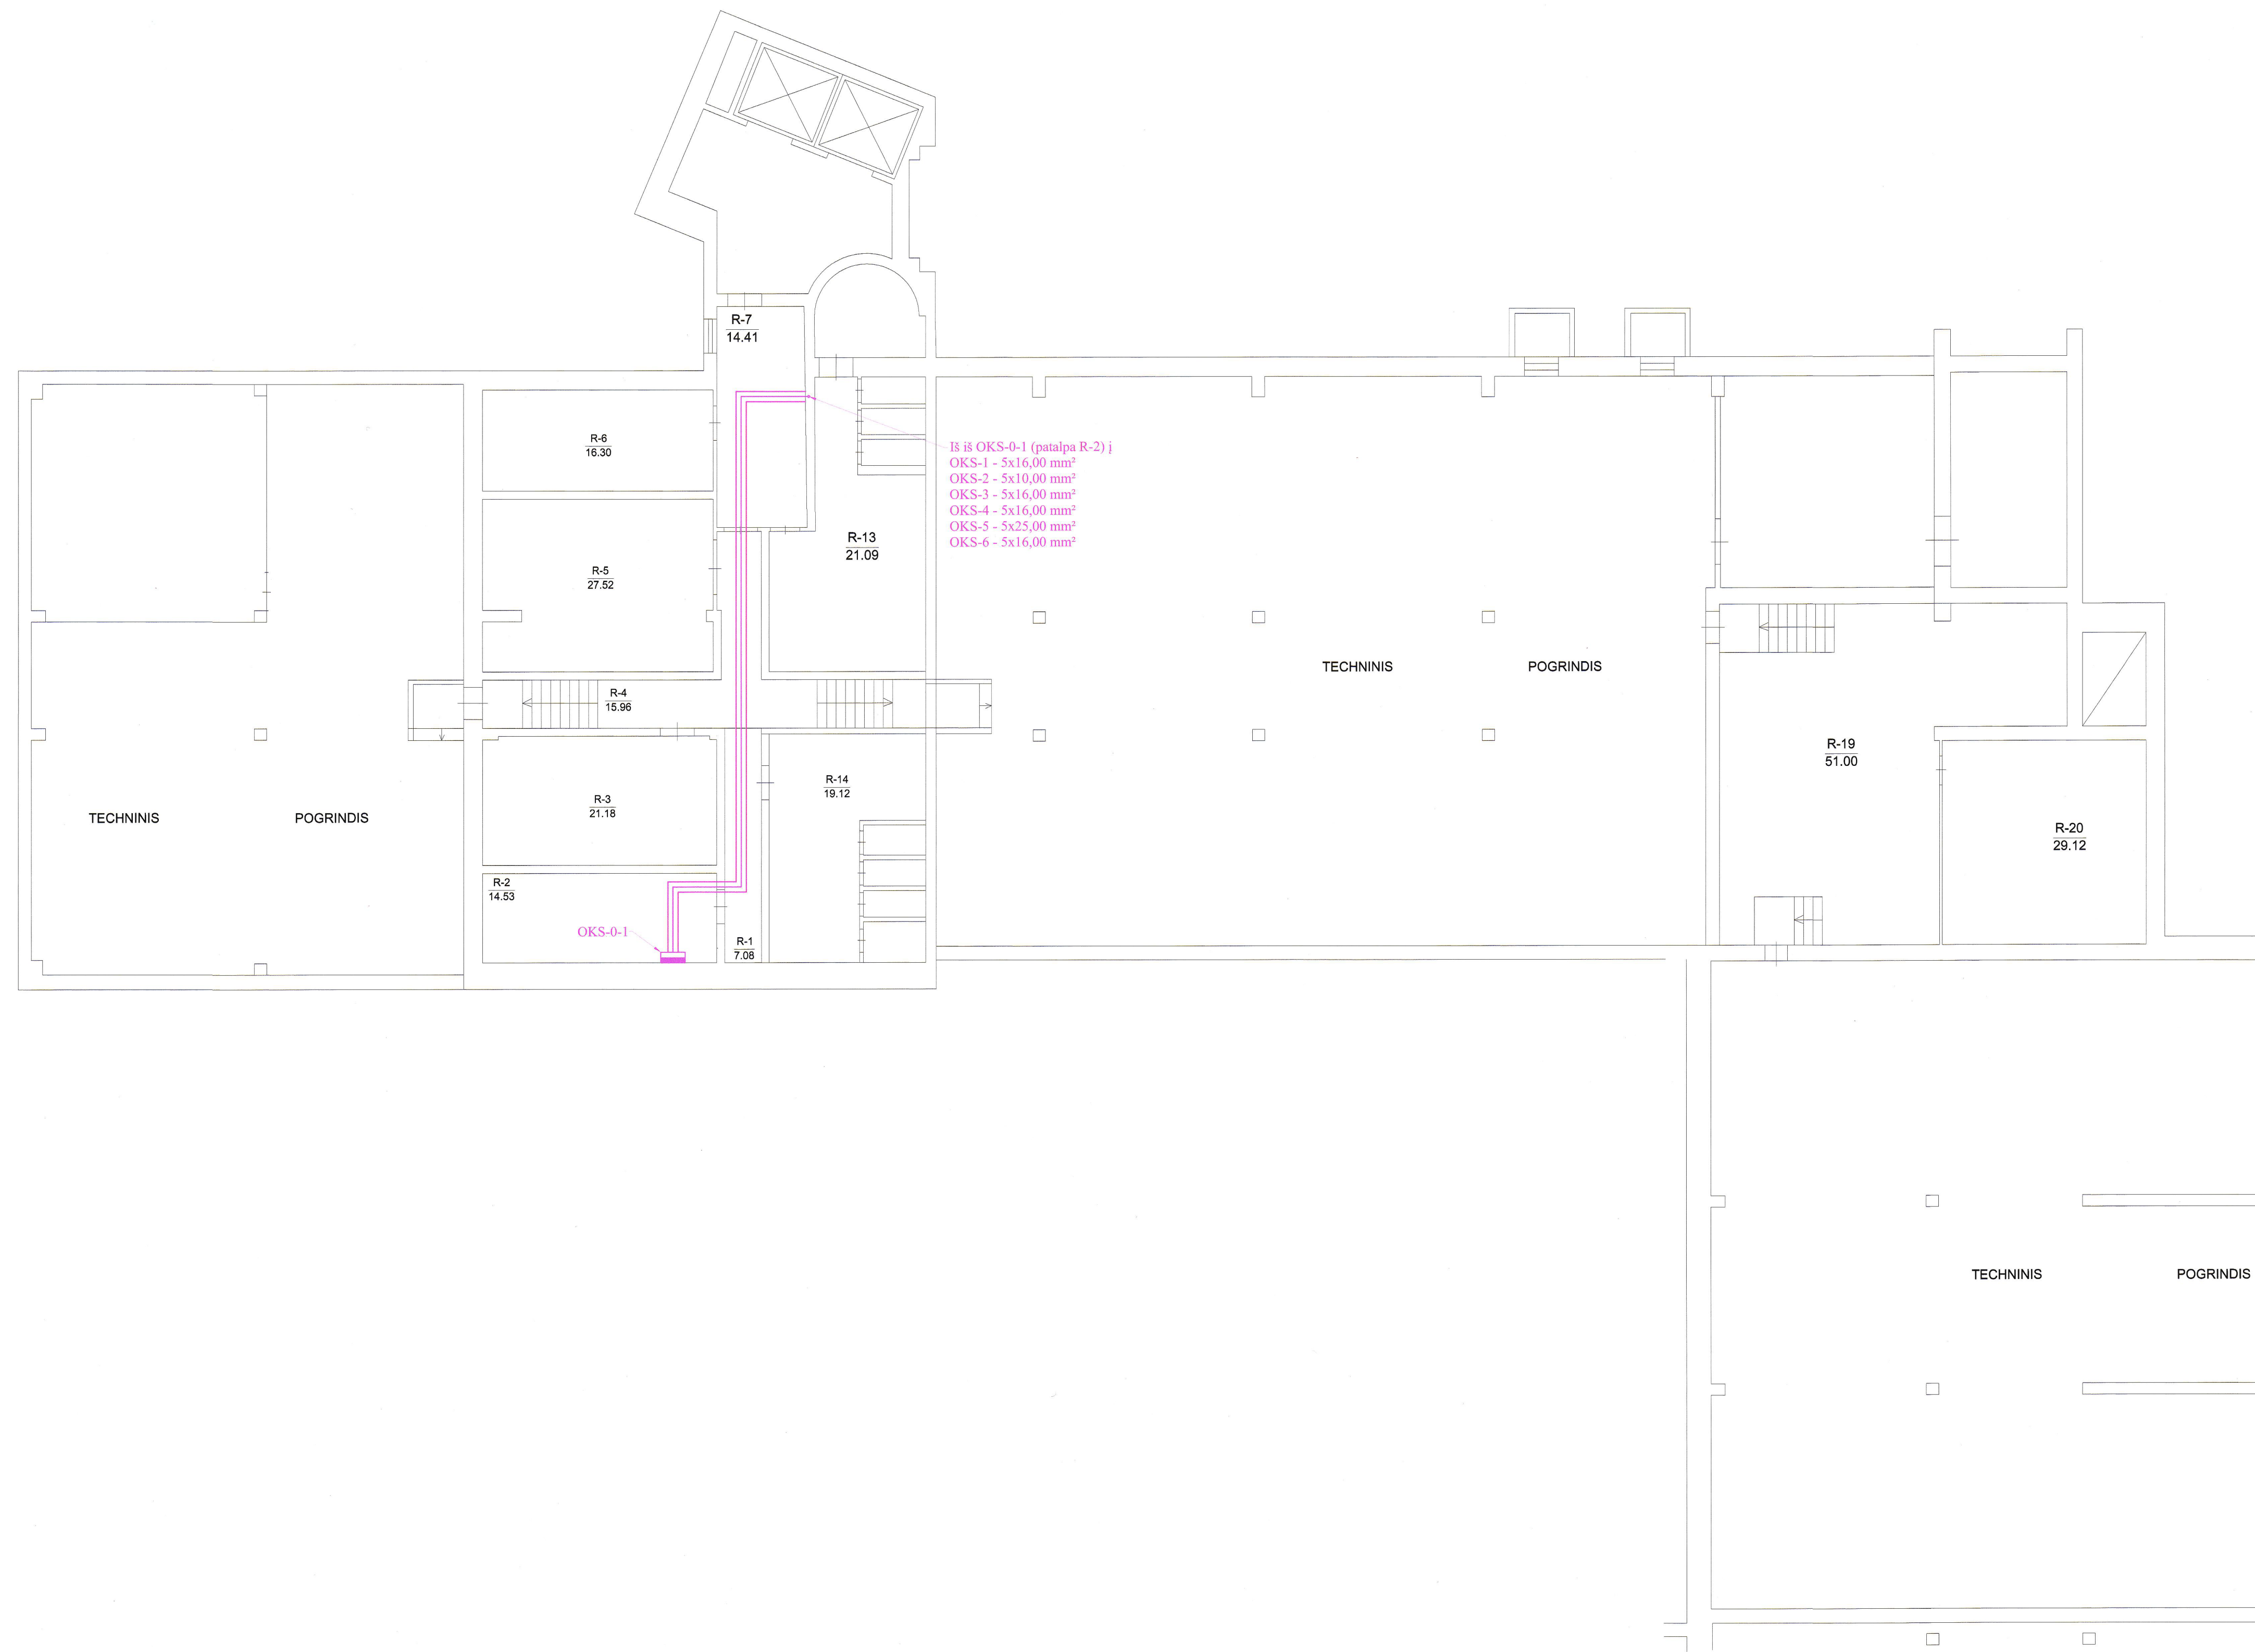 R-7
14.41
R-6
16.30
Iš iš OKS-0-1 (patalpa R-2) į
OKS-1 - 5x16,00 mm²
OKS-2 - 5x10,00 mm²
OKS-3 - 5x16,00 mm²
OKS-4 - 5x16,00 mm²
OKS-5 - 5x25,00 mm²
OKS-6 - 5x16,00 mm²
R-13
21.09
R-5
27.52
TECHNINIS POGRINDIS
R-4
15.96
R-19
51.00
R-14
19.12
R-3
21.18
TECHNINIS POGRINDIS
R-20
29.12
R-2
14.53
OKS-0-1
R-1
7.08
TECHNINIS POGRINDIS